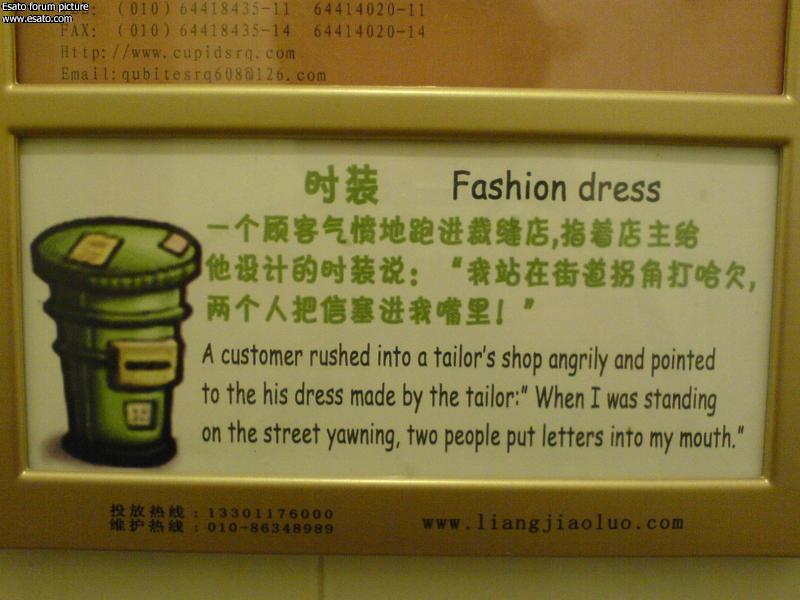 Esato forum picture
www.esato.com
(010)64418435-11 64414020-11
FAX: (010)64418435-14 64414020-14
Http://www.cupidsrq.com
Email:qubitesrq608@126.com
时装 Fashion dress
一个顾客气愤地跑进裁缝店,指着店主给
他设计的时装说：“我站在街道拐角打哈欠,
两个人把信塞进我嘴里！”
A customer rushed into a tailor's shop angrily and pointed
to the his dress made by the tailor:" When I was standing
on the street yawning, two people put letters into my mouth."
投放热线：13301176000
维护热线：010-86348989
www.liangjiaoluo.com